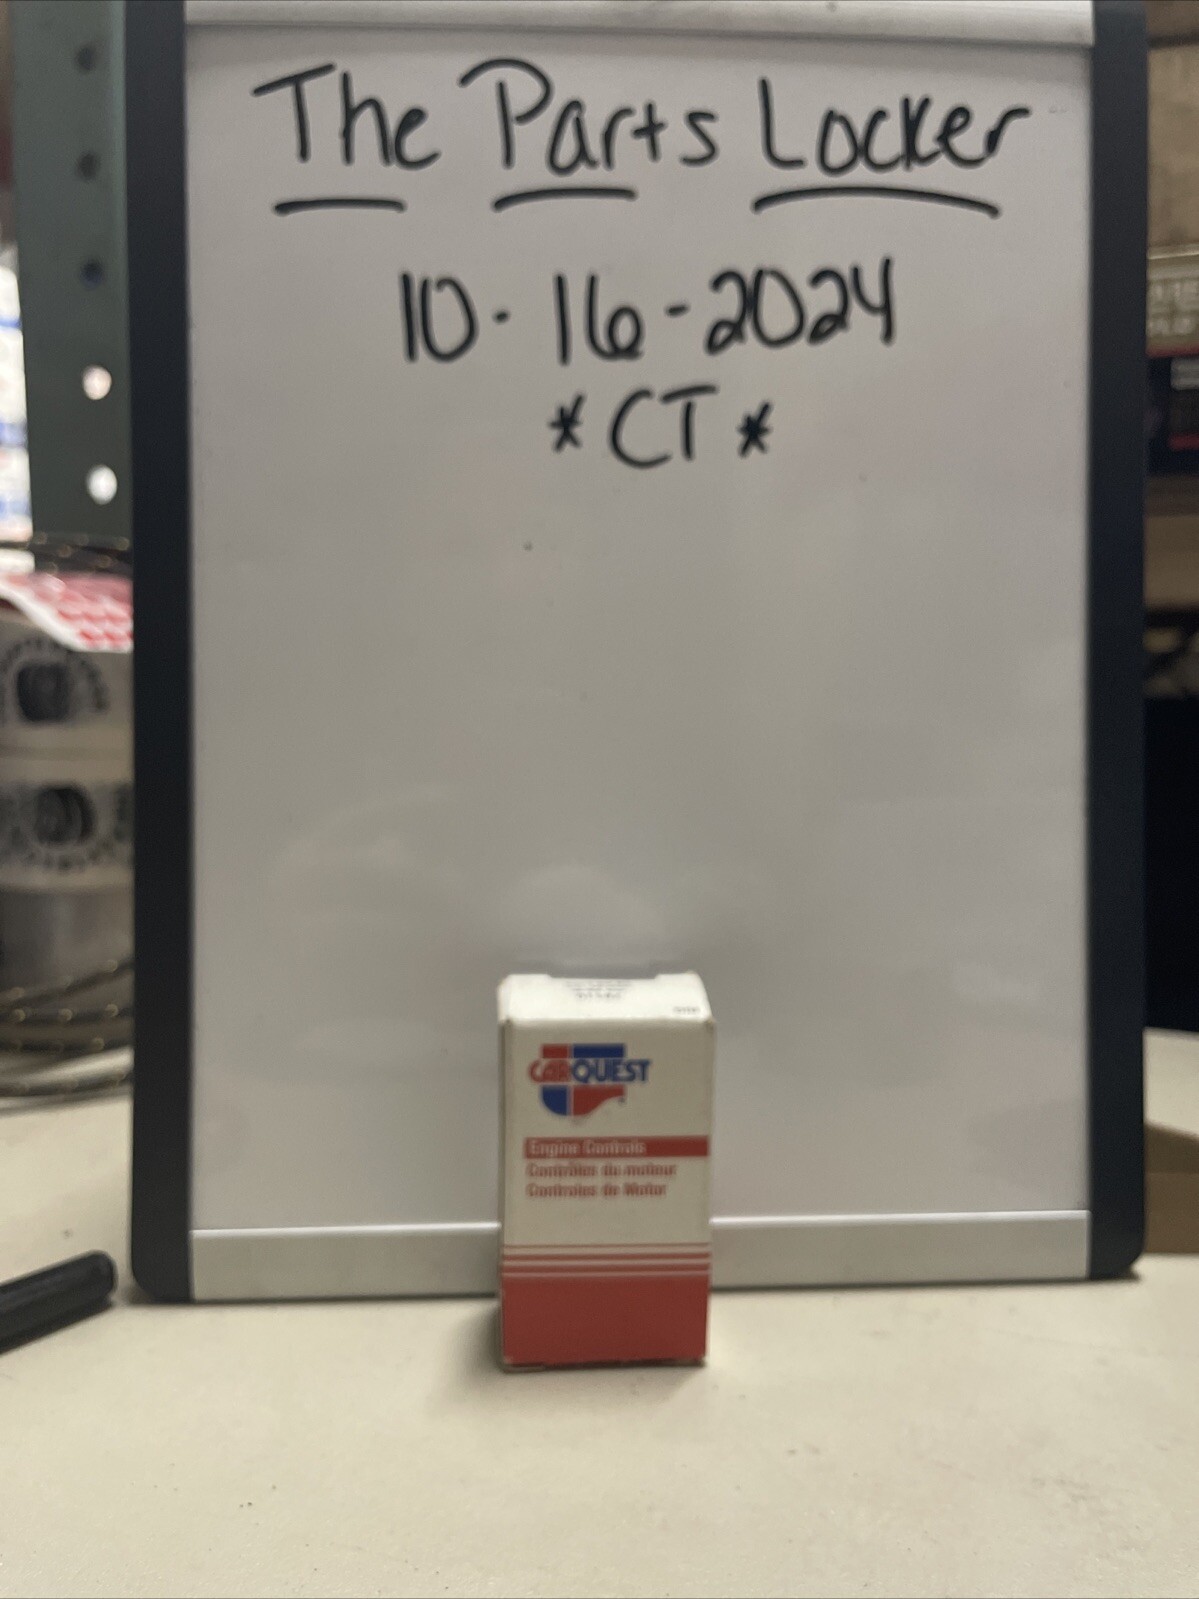 The Parts Locker
10-16-2024
*CT*
CARQUEST
Engine Controls
Contrôles du moteur
Controles de Motor